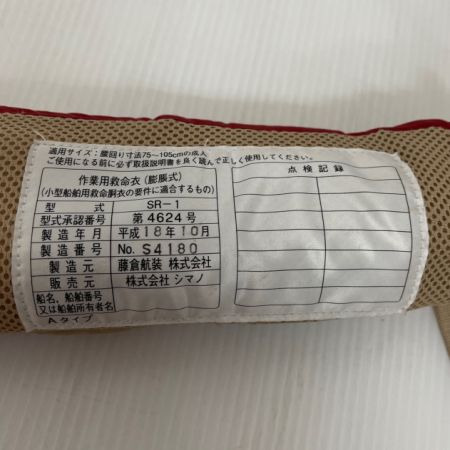 適用サイズ:腰回り寸法75~105cmの成人
ご使用になる前に必ず取扱説明書を良く読んで正しく使用してください。
作業用救命衣(膨脹式)
(小型船舶用救命胴衣の要件に適合するもの)
型式 SR-1
型式承認番号 第4624号
製造年月 平成18年10月
製造番号 No. S4180
製造元 藤倉航装 株式会社
販売元 株式会社 シマノ
船名、船舶番号
又は船舶所有者名
Aタイプ
点検記録